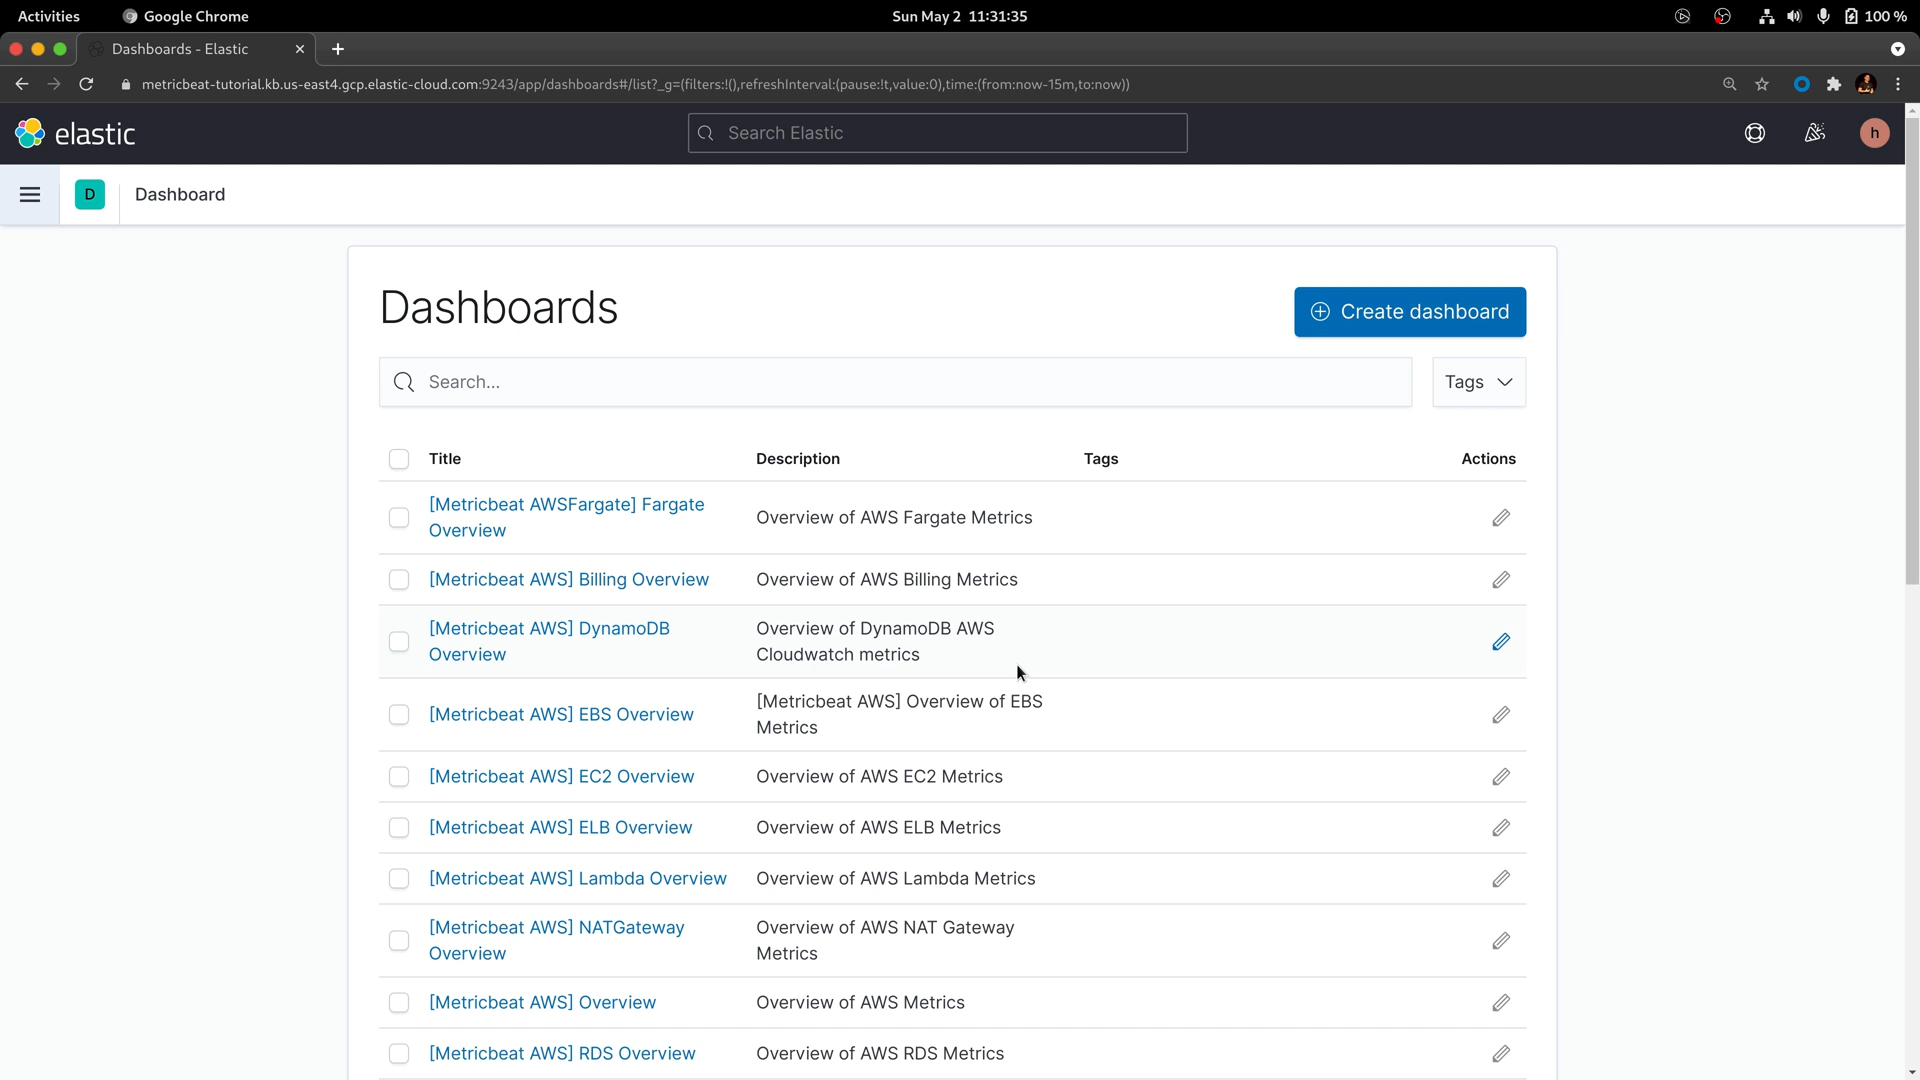 Activities Google Chrome Sun May 2 11:31:35 100 %
Dashboards - Elastic
metricbeat-tutorial.kb.us-east4.gcp.elastic-cloud.com:9243/app/dashboards#/list?_g=(filters:!(),refreshInterval:(pause:!t,value:0),time:(from:now-15m,to:now))
elastic Search Elastic h
D Dashboard
Dashboards Create dashboard
Search... Tags
Title Description Tags Actions
[Metricbeat AWSFargate] Fargate
Overview
Overview of AWS Fargate Metrics
[Metricbeat AWS] Billing Overview Overview of AWS Billing Metrics
[Metricbeat AWS] DynamoDB
Overview
Overview of DynamoDB AWS
Cloudwatch metrics
[Metricbeat AWS] EBS Overview
[Metricbeat AWS] Overview of EBS
Metrics
[Metricbeat AWS] EC2 Overview Overview of AWS EC2 Metrics
[Metricbeat AWS] ELB Overview Overview of AWS ELB Metrics
[Metricbeat AWS] Lambda Overview Overview of AWS Lambda Metrics
[Metricbeat AWS] NATGateway
Overview
Overview of AWS NAT Gateway
Metrics
[Metricbeat AWS] Overview Overview of AWS Metrics
[Metricbeat AWS] RDS Overview Overview of AWS RDS Metrics